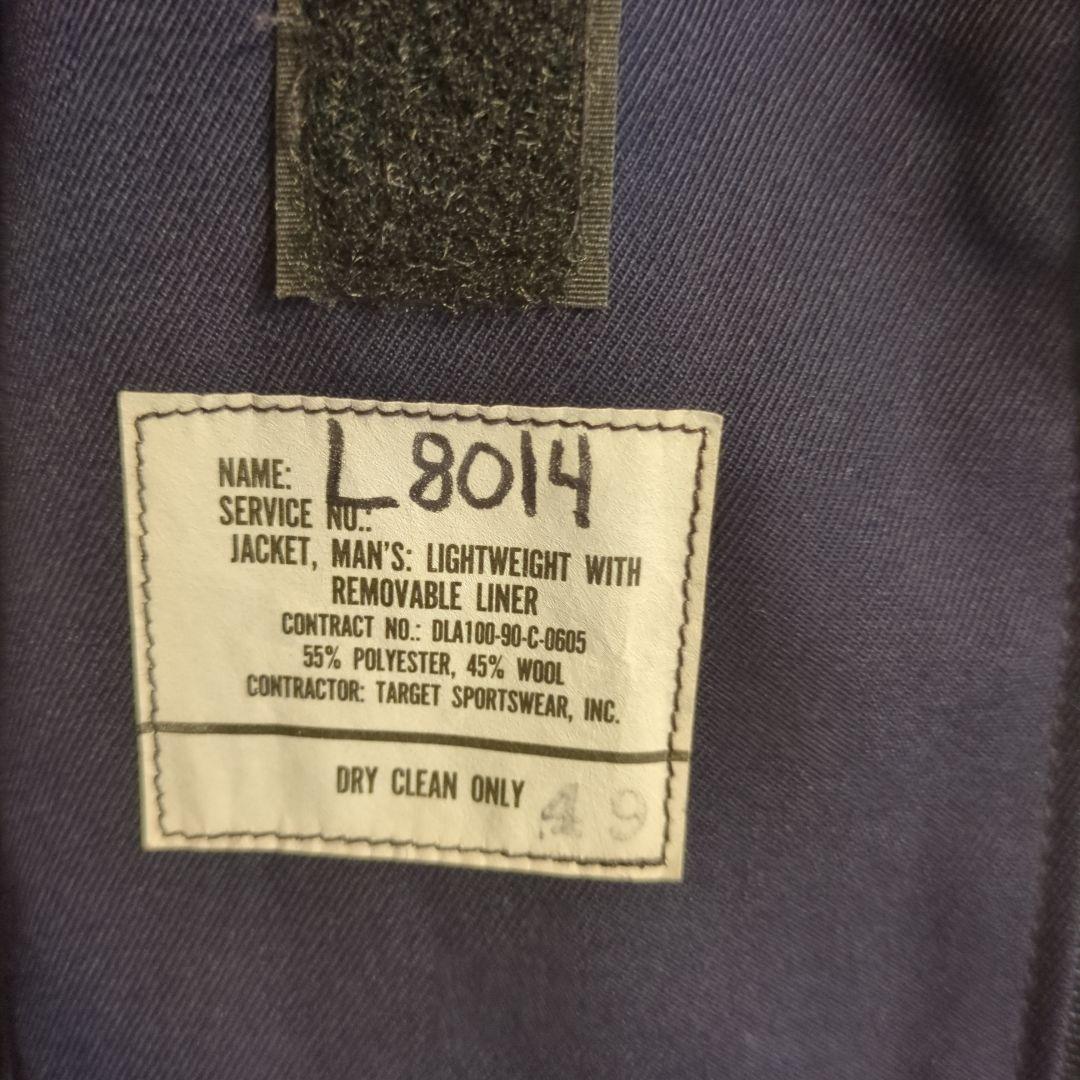 NAME: L 8014
SERVICE NO.:
JACKET, MAN'S: LIGHTWEIGHT WITH
REMOVABLE LINER
CONTRACT NO.: DLA100-90-C-0605
55% POLYESTER, 45% WOOL
CONTRACTOR: TARGET SPORTSWEAR, INC.
DRY CLEAN ONLY 49